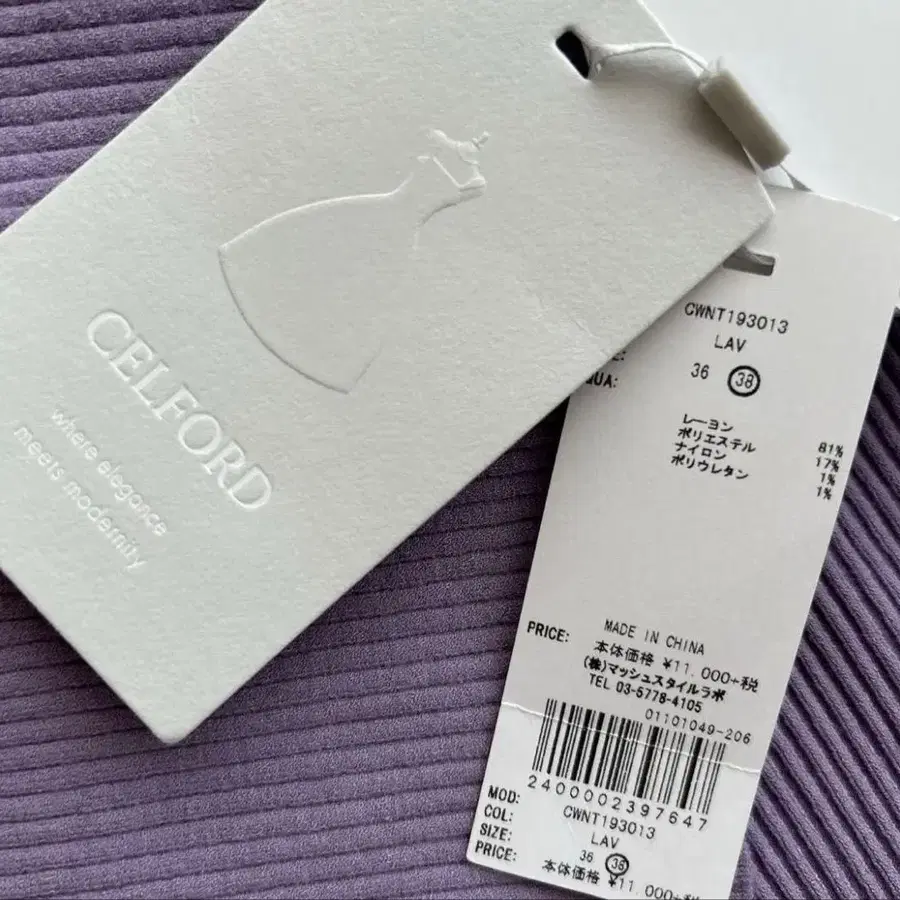 CELFORD
where elegance
meets modernity
CWNT193013
LAV
36 38
レーヨン 81%
ポリエステル 17%
ナイロン 1%
ポリウレタン 1%
MADE IN CHINA
PRICE: 本体価格 ¥11,000+税
(株)マッシュスタイルラボ
TEL 03-5778-4105
01101049-206
2400002397647
MOD: CWNT193013
COL: LAV
SIZE: 36 38
PRICE: 本体価格 ¥11,000+税